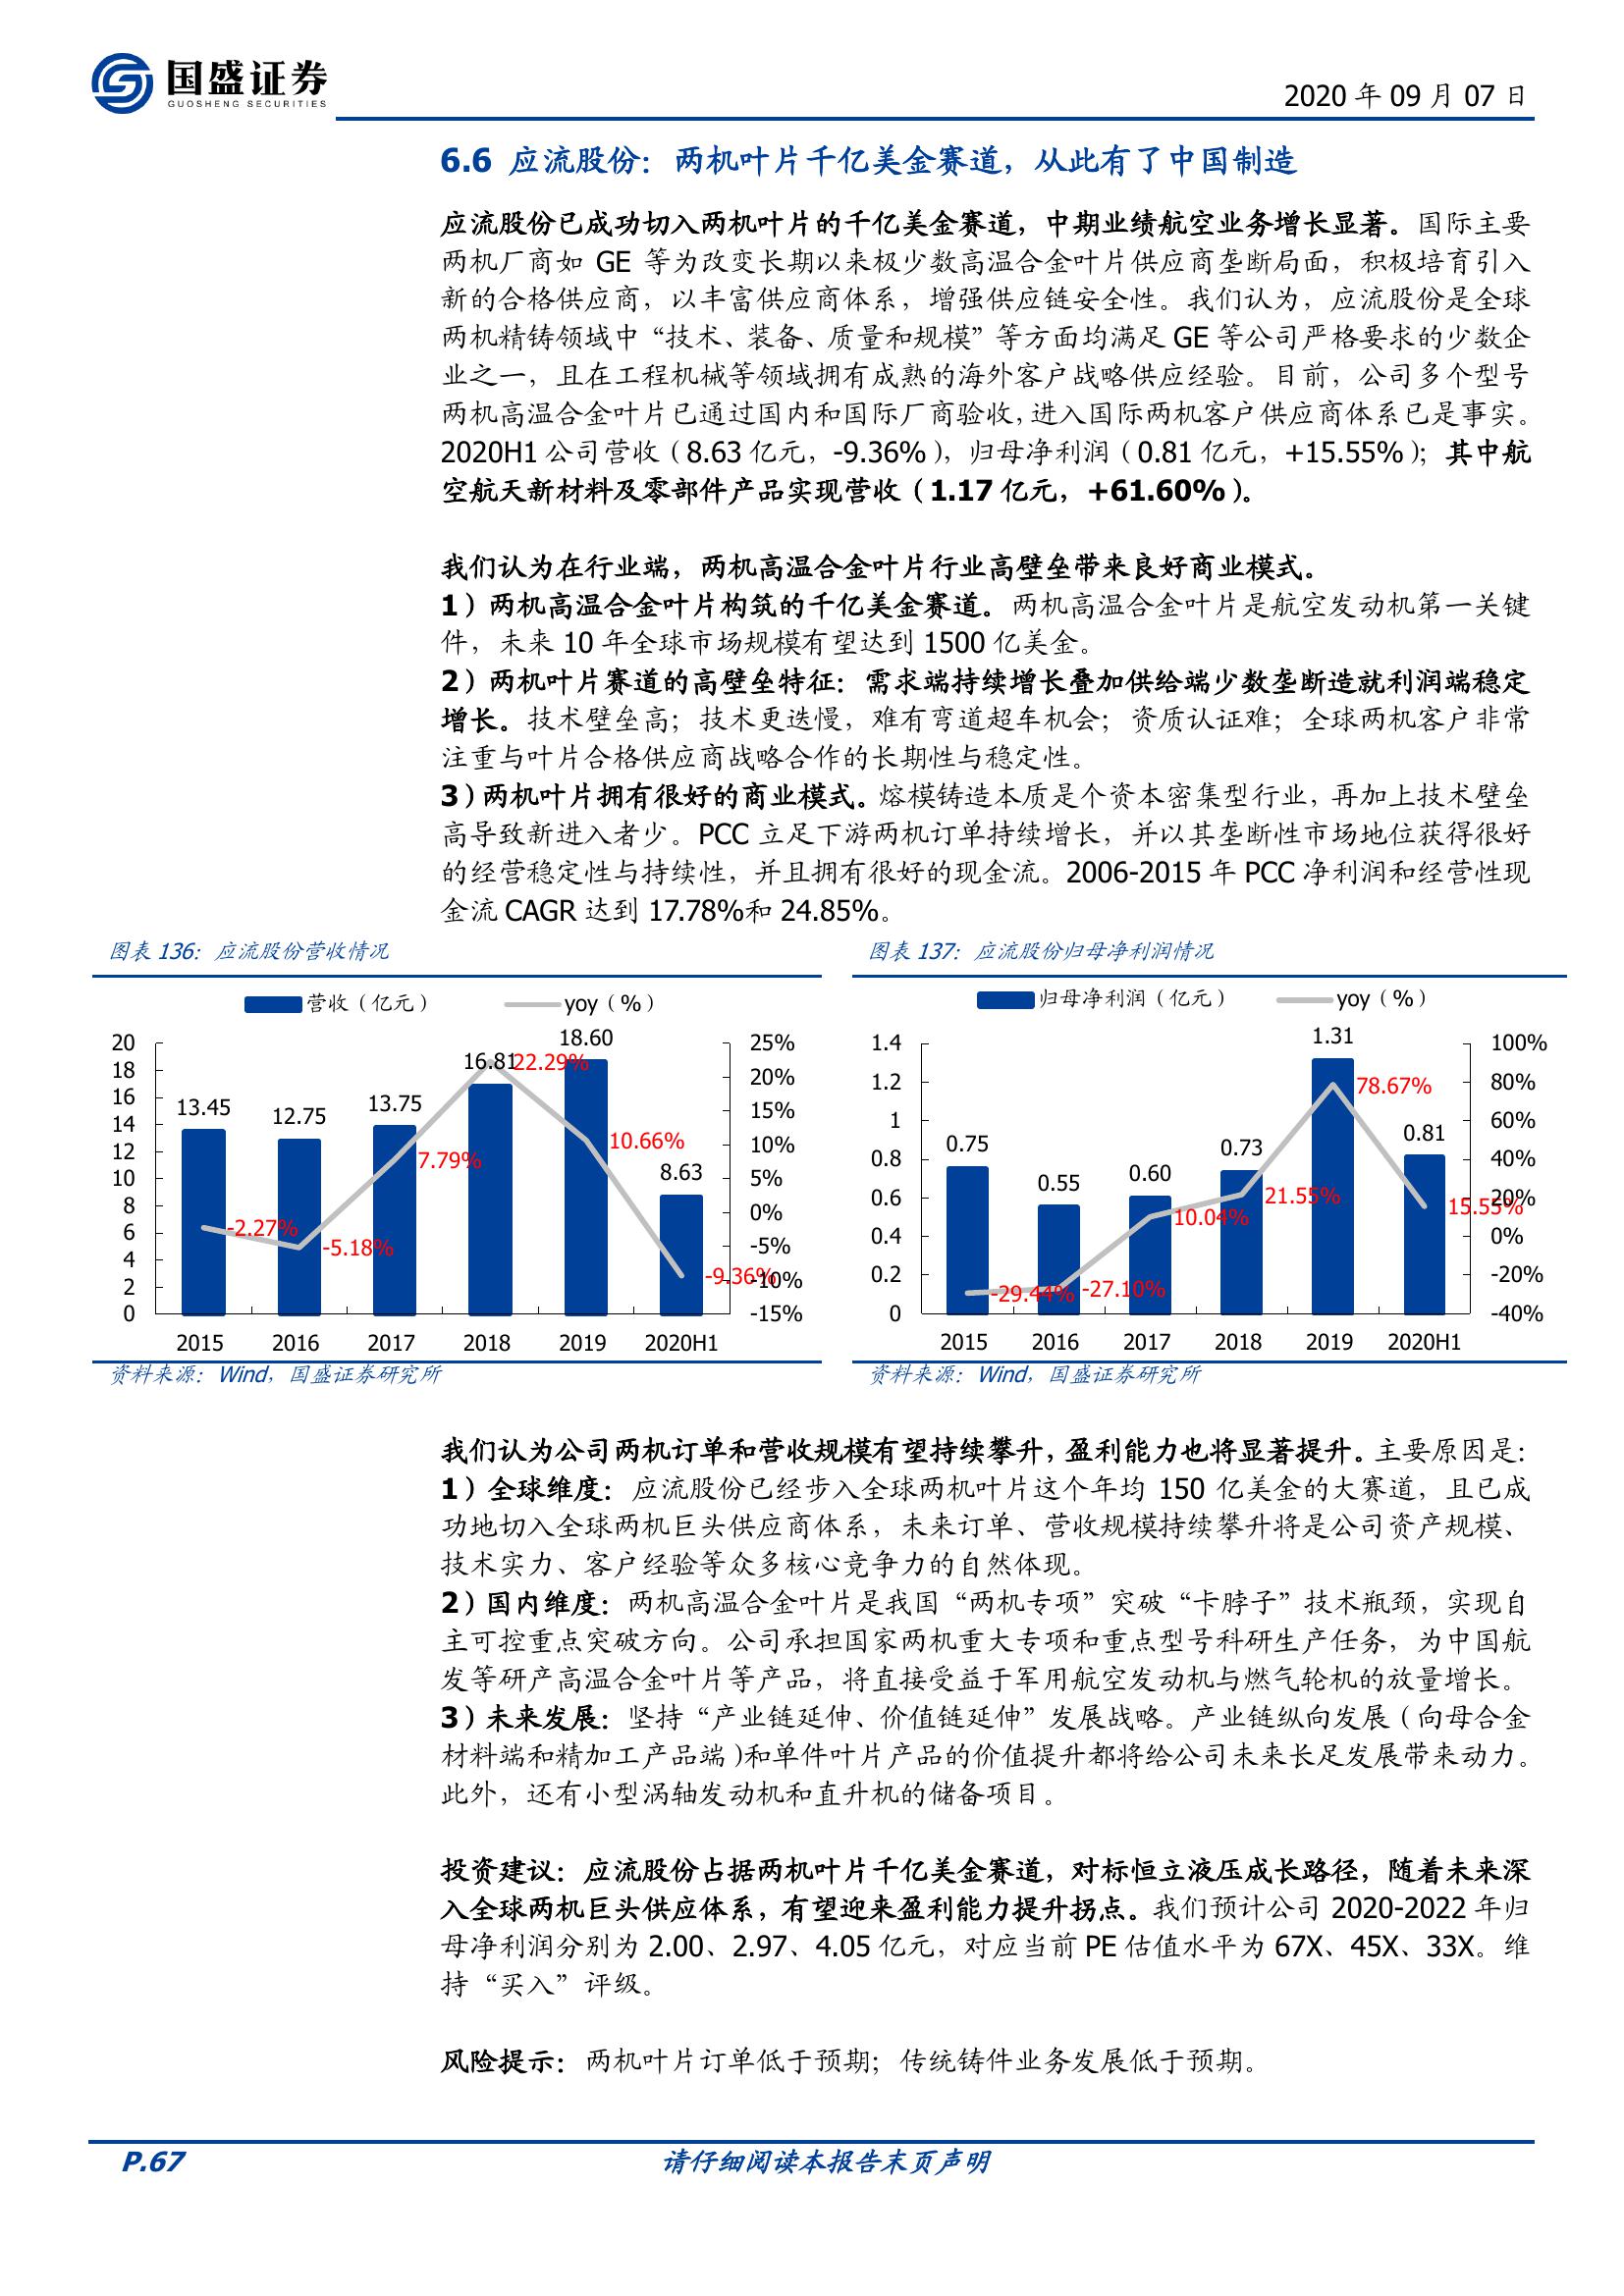 国盛证券
GUOSHENG SECURITIES
2020 年 09 月 07 日
6.6 应流股份：两机叶片千亿美金赛道，从此有了中国制造
应流股份已成功切入两机叶片的千亿美金赛道，中期业绩航空业务增长显著。国际主要
两机厂商如 GE 等为改变长期以来极少数高温合金叶片供应商垄断局面，积极培育引入
新的合格供应商，以丰富供应商体系，增强供应链安全性。我们认为，应流股份是全球
两机精铸领域中“技术、装备、质量和规模”等方面均满足 GE 等公司严格要求的少数企
业之一，且在工程机械等领域拥有成熟的海外客户战略供应经验。目前，公司多个型号
两机高温合金叶片已通过国内和国际厂商验收，进入国际两机客户供应商体系已是事实。
2020H1 公司营收（8.63 亿元，-9.36%），归母净利润（0.81 亿元，+15.55%）；其中航
空航天新材料及零部件产品实现营收（1.17 亿元，+61.60%）。
我们认为在行业端，两机高温合金叶片行业高壁垒带来良好商业模式。
1）两机高温合金叶片构筑的千亿美金赛道。两机高温合金叶片是航空发动机第一关键
件，未来 10 年全球市场规模有望达到 1500 亿美金。
2）两机叶片赛道的高壁垒特征：需求端持续增长叠加供给端少数垄断造就利润端稳定
增长。技术壁垒高；技术更迭慢，难有弯道超车机会；资质认证难；全球两机客户非常
注重与叶片合格供应商战略合作的长期性与稳定性。
3）两机叶片拥有很好的商业模式。熔模铸造本质是个资本密集型行业，再加上技术壁垒
高导致新进入者少。PCC 立足下游两机订单持续增长，并以其垄断性市场地位获得很好
的经营稳定性与持续性，并且拥有很好的现金流。2006-2015 年 PCC 净利润和经营性现
金流 CAGR 达到 17.78%和 24.85%。
图表 136：应流股份营收情况
营收（亿元） yoy（%）
20 18 16 14 12 10 8 6 4 2 0
13.45 12.75 13.75 16.81 18.60 8.63
-2.27% -5.18% 7.79% 22.29% 10.66% -9.36%
25% 20% 15% 10% 5% 0% -5% -10% -15%
2015 2016 2017 2018 2019 2020H1
资料来源：Wind，国盛证券研究所
图表 137：应流股份归母净利润情况
归母净利润（亿元） yoy（%）
1.4 1.2 1 0.8 0.6 0.4 0.2 0
0.75 0.55 0.60 0.73 1.31 0.81
-29.44% -27.10% 10.04% 21.55% 78.67% 15.55%
100% 80% 60% 40% 20% 0% -20% -40%
2015 2016 2017 2018 2019 2020H1
资料来源：Wind，国盛证券研究所
我们认为公司两机订单和营收规模有望持续攀升，盈利能力也将显著提升。主要原因是：
1）全球维度：应流股份已经步入全球两机叶片这个年均 150 亿美金的大赛道，且已成
功地切入全球两机巨头供应商体系，未来订单、营收规模持续攀升将是公司资产规模、
技术实力、客户经验等众多核心竞争力的自然体现。
2）国内维度：两机高温合金叶片是我国“两机专项”突破“卡脖子”技术瓶颈，实现自
主可控重点突破方向。公司承担国家两机重大专项和重点型号科研生产任务，为中国航
发等研产高温合金叶片等产品，将直接受益于军用航空发动机与燃气轮机的放量增长。
3）未来发展：坚持“产业链延伸、价值链延伸”发展战略。产业链纵向发展（向母合金
材料端和精加工产品端）和单件叶片产品的价值提升都将给公司未来长足发展带来动力。
此外，还有小型涡轴发动机和直升机的储备项目。
投资建议：应流股份占据两机叶片千亿美金赛道，对标恒立液压成长路径，随着未来深
入全球两机巨头供应体系，有望迎来盈利能力提升拐点。我们预计公司 2020-2022 年归
母净利润分别为 2.00、2.97、4.05 亿元，对应当前 PE 估值水平为 67X、45X、33X。维
持“买入”评级。
风险提示：两机叶片订单低于预期；传统铸件业务发展低于预期。
P.67
请仔细阅读本报告末页声明